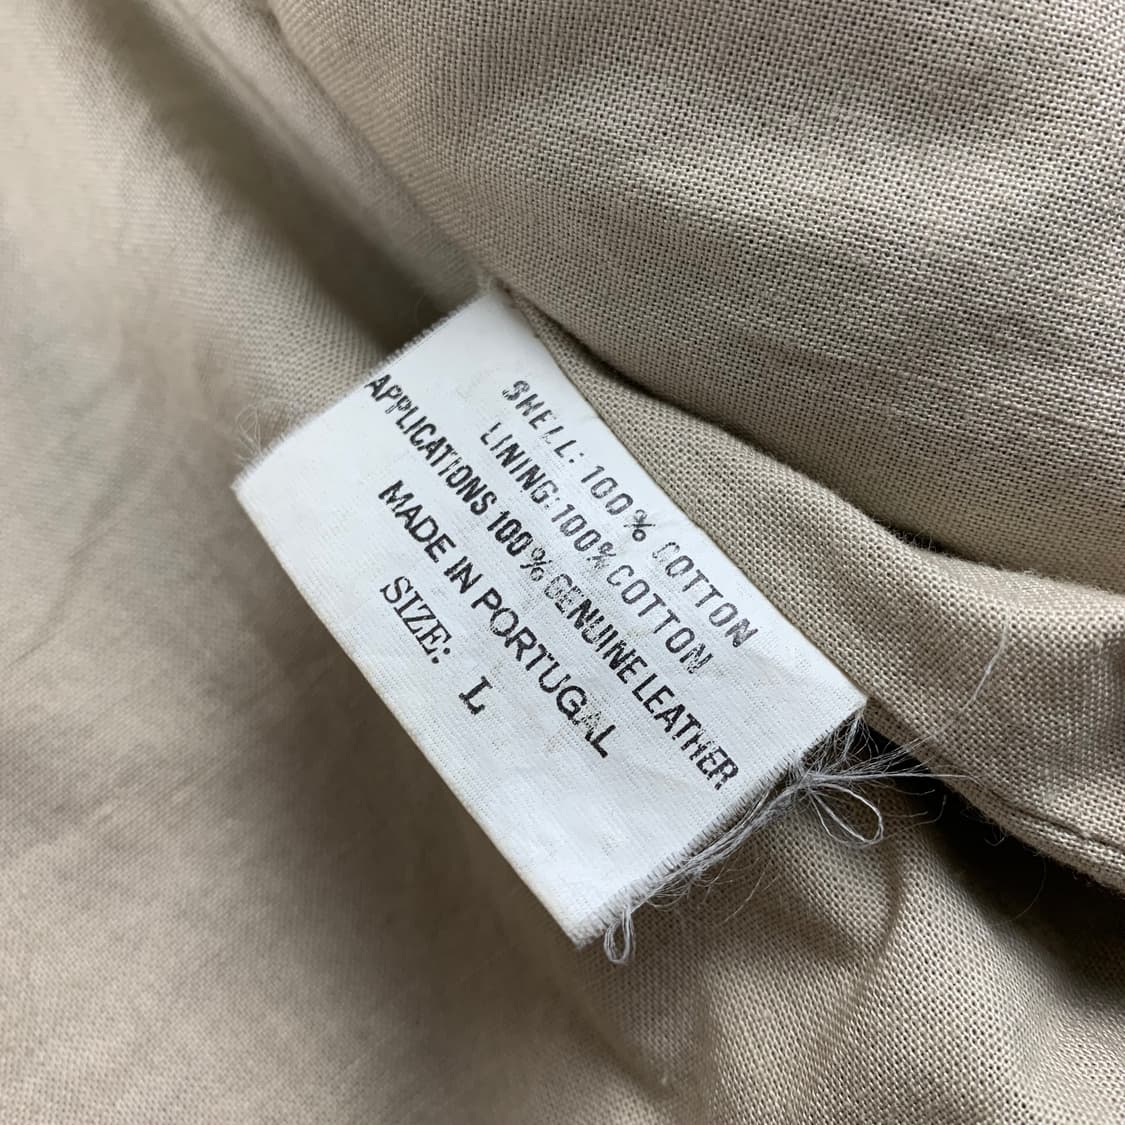 SHELL: 100% COTTON
LINING:100% COTTON
APPLICATIONS 100% GENUINE LEATHER
MADE IN PORTUGAL
SIZE: L